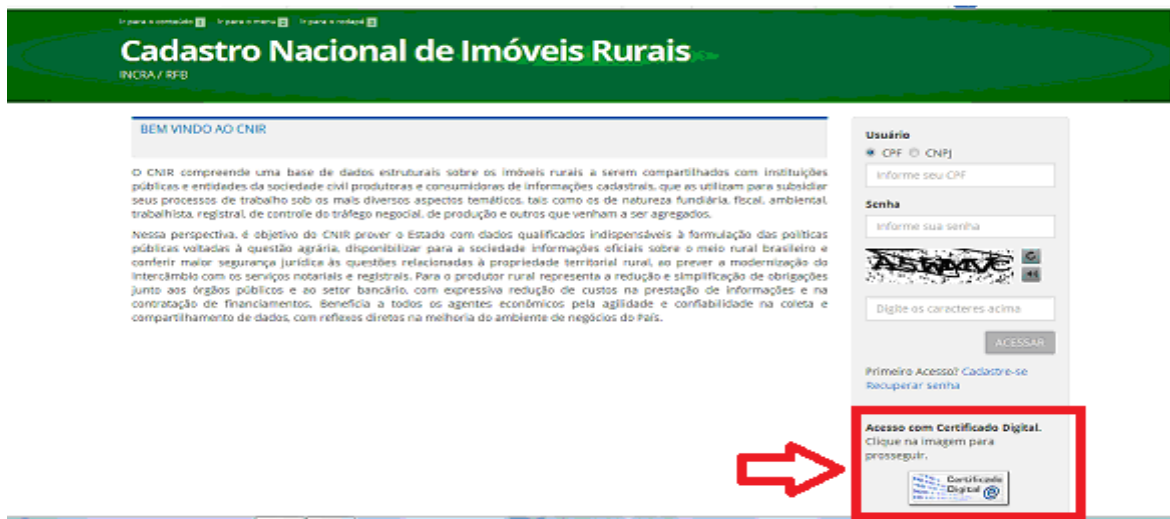 Ir para o conteúdo 1 Ir para o menu 2 Ir para o rodapé 3
Cadastro Nacional de Imóveis Rurais
INCRA / RFB
BEM VINDO AO CNIR
O CNIR compreende uma base de dados estruturais sobre os imóveis rurais a serem compartilhados com instituições
públicas e entidades da sociedade civil produtoras e consumidoras de informações cadastrais, que as utilizam para subsidiar
seus processos de trabalho sob os mais diversos aspectos temáticos, tais como os de natureza fundiária, fiscal, ambiental,
trabalhista, registral, de controle do tráfego negocial, de produção e outros que venham a ser agregados.
Nessa perspectiva, é objetivo do CNIR prover o Estado com dados qualificados indispensáveis à formulação das políticas
públicas voltadas à questão agrária, disponibilizar para a sociedade informações oficiais sobre o meio rural brasileiro e
conferir maior segurança jurídica às questões relacionadas à propriedade territorial rural, ao prever a modernização do
intercâmbio com os serviços notariais e registrais. Para o produtor rural representa a redução e simplificação de obrigações
junto aos órgãos públicos e ao setor bancário, com expressiva redução de custos na prestação de informações e na
contratação de financiamentos. Beneficia a todos os agentes econômicos pela agilidade e confiabilidade na coleta e
compartilhamento de dados, com reflexos diretos na melhoria do ambiente de negócios do País.
Usuário
CPF CNPJ
Informe seu CPF
Senha
Informe sua senha
Digite os caracteres acima
ACESSAR
Primeiro Acesso? Cadastre-se
Recuperar senha
Acesso com Certificado Digital.
Clique na imagem para
prosseguir.
Certificado
Digital